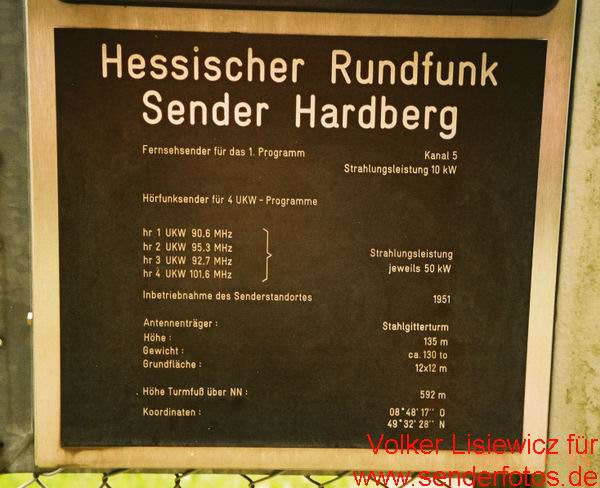 Hessischer Rundfunk
Sender Hardberg
Fernsehsender für das 1. Programm Kanal 5
Strahlungsleistung 10 kW
Hörfunksender für 4 UKW - Programme
hr 1 UKW 90.6 MHz
hr 2 UKW 95.3 MHz
hr 3 UKW 92.7 MHz
hr 4 UKW 101.6 MHz
Strahlungsleistung
jeweils 50 kW
Inbetriebnahme des Senderstandortes 1951
Antennenträger : Stahlgitterturm
Höhe : 135 m
Gewicht : ca. 130 to
Grundfläche : 12x12 m
Höhe Turmfuß über NN : 592 m
Koordinaten : 08° 48' 17'' O
49° 32' 28'' N
Volker Lisiewicz für
www.senderfotos.de